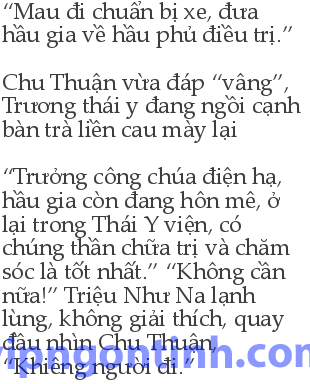 “Mau đi chuẩn bị xe, đưa
hầu gia về hầu phủ điều trị.”
Chu Thuận vừa đáp “vâng”,
Trương thái y đang ngồi cạnh
bàn trà liền cau mày lại
“Trưởng công chúa điện hạ,
hầu gia còn đang hôn mê, ở
lại trong Thái Y viện, có
chúng thần chữa trị và chăm
sóc là tốt nhất.” “Không cần
nữa!” Triệu Như Na lạnh
lùng, không giải thích, quay
đầu nhìn Chu Thuận,
“Khiêng người đi.”
vipngontinh.com